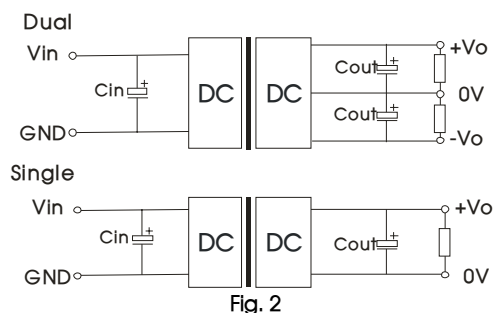 Dual
Vin
+Vo
Cin
+
DC
DC
Cout
+
0V
Cout
+
GND
-Vo
Single
Vin
+Vo
Cin
+
DC
DC
Cout
+
GND
0V
Fig. 2